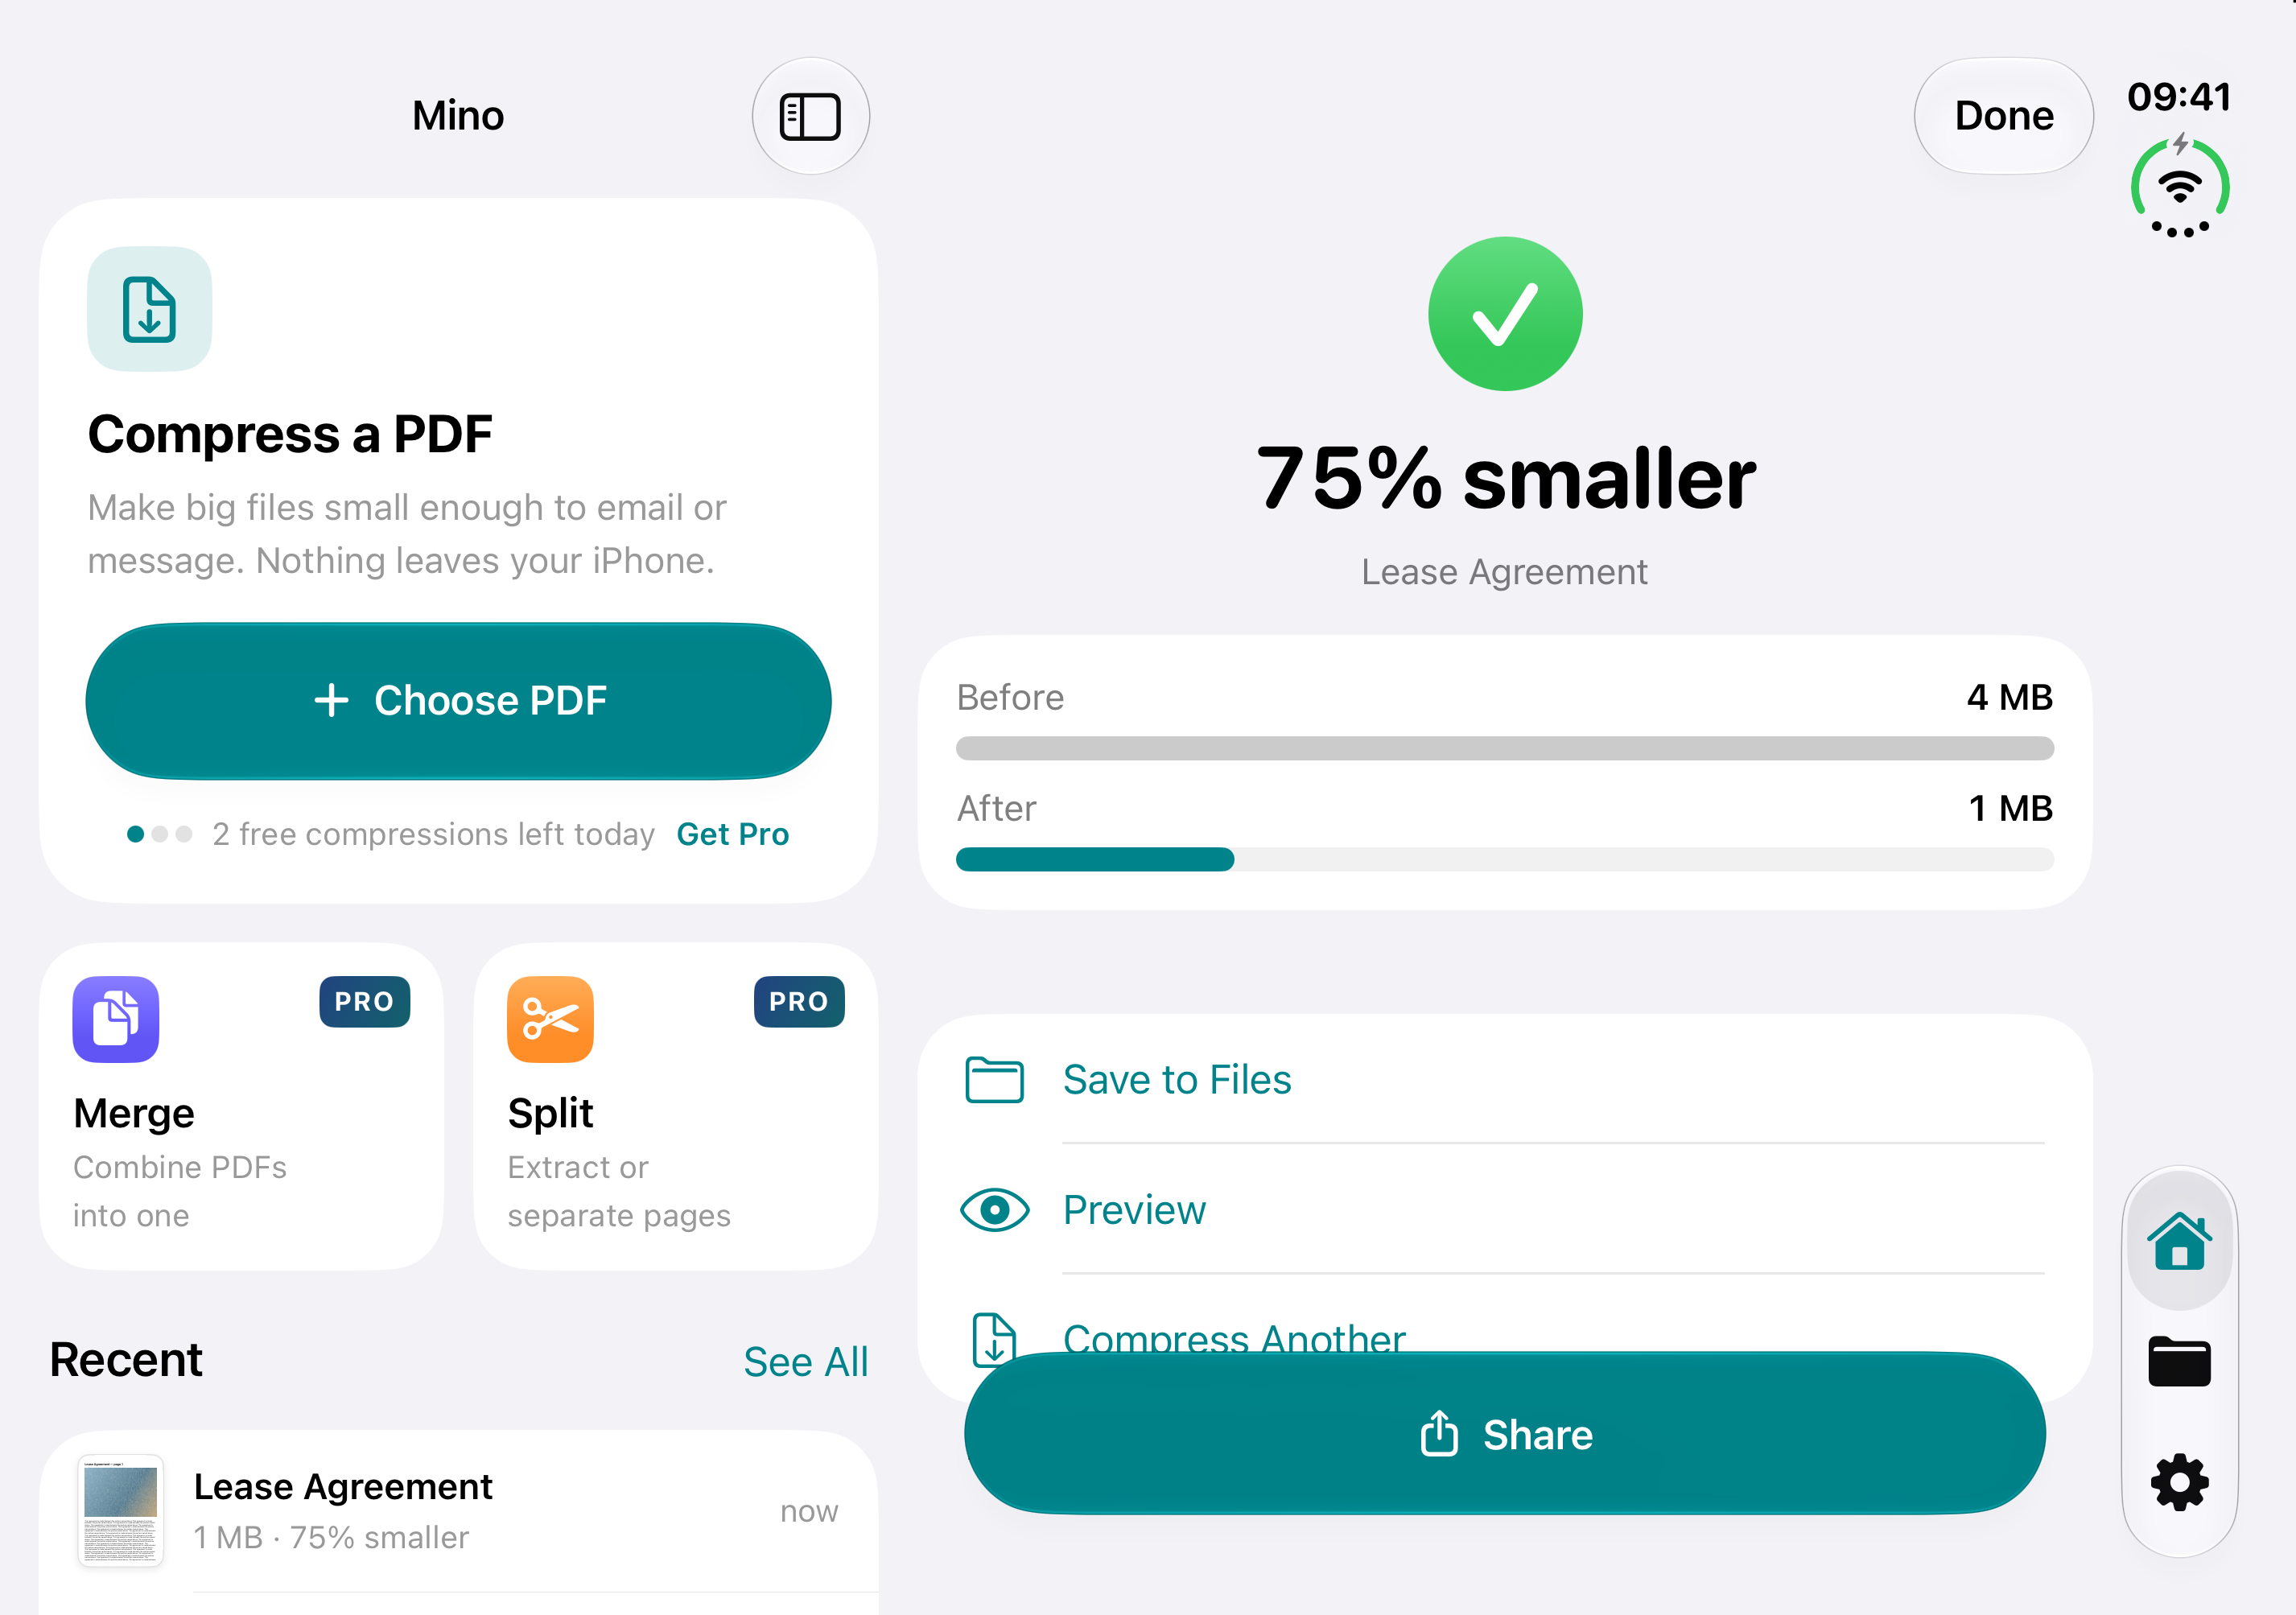 Mino
Compress a PDF
Make big files small enough to email or
message. Nothing leaves your iPhone.
Choose PDF
2 free compressions left today Get Pro
PRO
Merge
Combine PDFs
into one
PRO
Split
Extract or
separate pages
Recent
See All
Lease Agreement
1 MB · 75% smaller
now
Done
09:41
75% smaller
Lease Agreement
Before
4 MB
After
1 MB
Save to Files
Preview
Compress Another
Share